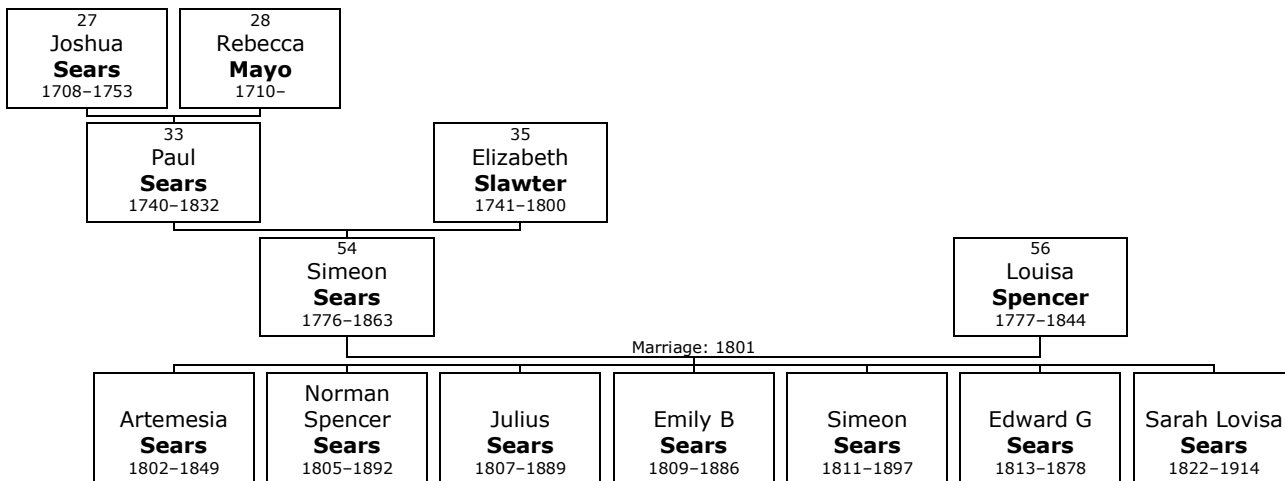 27
Joshua
Sears
1708–1753
28
Rebecca
Mayo
1710–
33
Paul
Sears
1740–1832
35
Elizabeth
Slawter
1741–1800
54
Simeon
Sears
1776–1863
56
Louisa
Spencer
1777–1844
Marriage: 1801
Artemesia
Sears
1802–1849
Norman
Spencer
Sears
1805–1892
Julius
Sears
1807–1889
Emily B
Sears
1809–1886
Simeon
Sears
1811–1897
Edward G
Sears
1813–1878
Sarah Lovisa
Sears
1822–1914